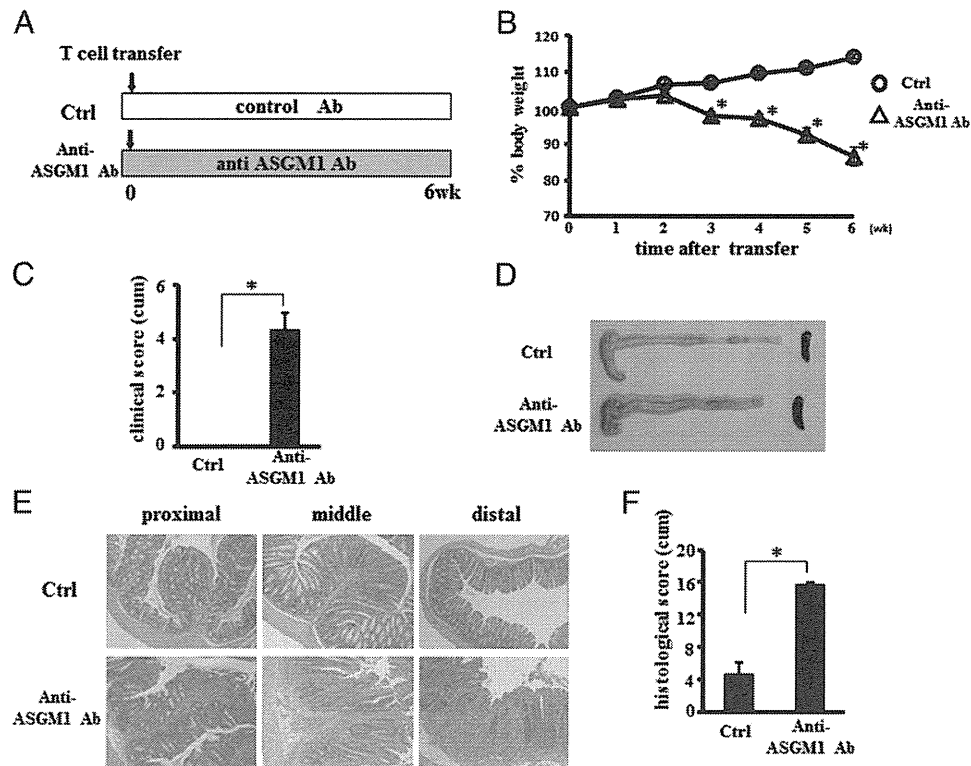 A
T cell transfer
Ctrl
control Ab
Anti-
ASGM1 Ab
anti ASGM1 Ab
0
6wk
B
% body weight
120
110
100
90
80
70
0 1 2 3 4 5 6 (wk)
time after transfer
* * * *
Ctrl
Anti-
ASGM1 Ab
C
clinical score (cum)
6
4
2
0
*
Ctrl
Anti-
ASGM1 Ab
D
Ctrl
Anti-
ASGM1 Ab
E
proximal middle distal
Ctrl
Anti-
ASGM1 Ab
F
histological score (cum)
20
16
12
8
4
0
*
Ctrl
Anti-
ASGM1 Ab